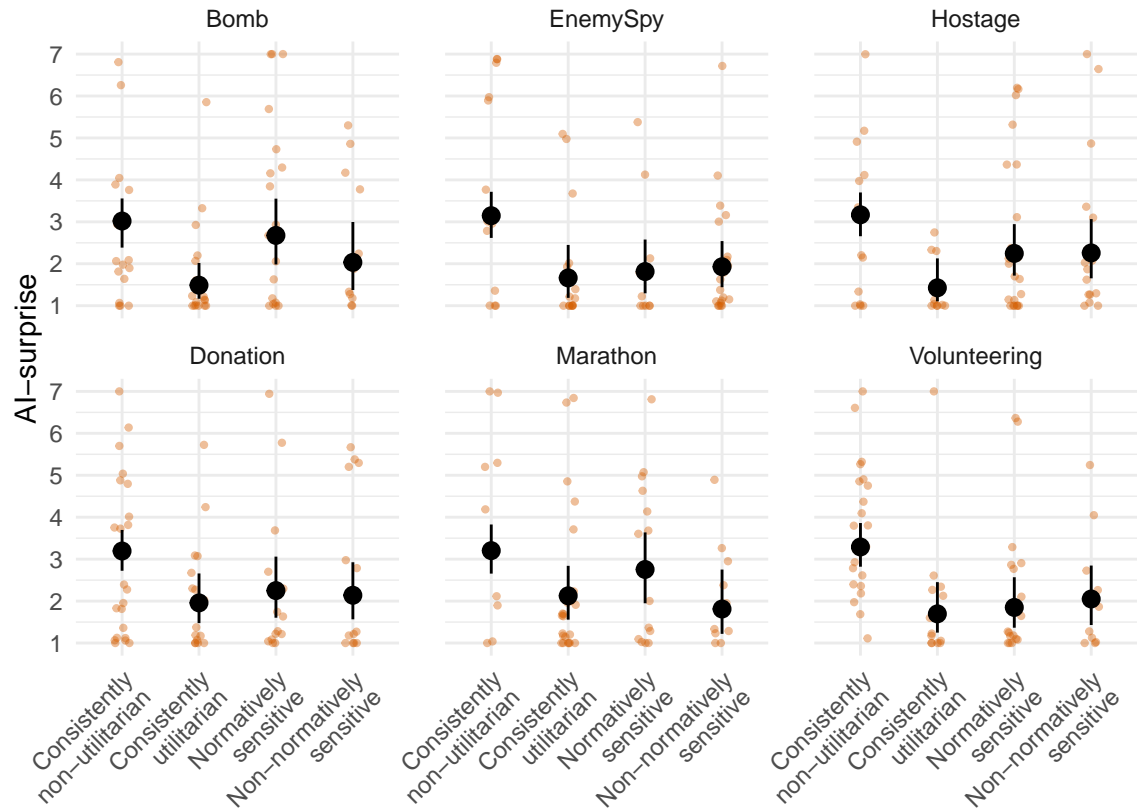 Bomb
EnemySpy
Hostage
7
6
5
4
3
2
1
Donation
Marathon
Volunteering
7
6
5
4
3
2
1
AI−surprise
Consistently
non−utilitarian
Consistently
utilitarian
Normatively
sensitive
Non−normatively
sensitive
Consistently
non−utilitarian
Consistently
utilitarian
Normatively
sensitive
Non−normatively
sensitive
Consistently
non−utilitarian
Consistently
utilitarian
Normatively
sensitive
Non−normatively
sensitive